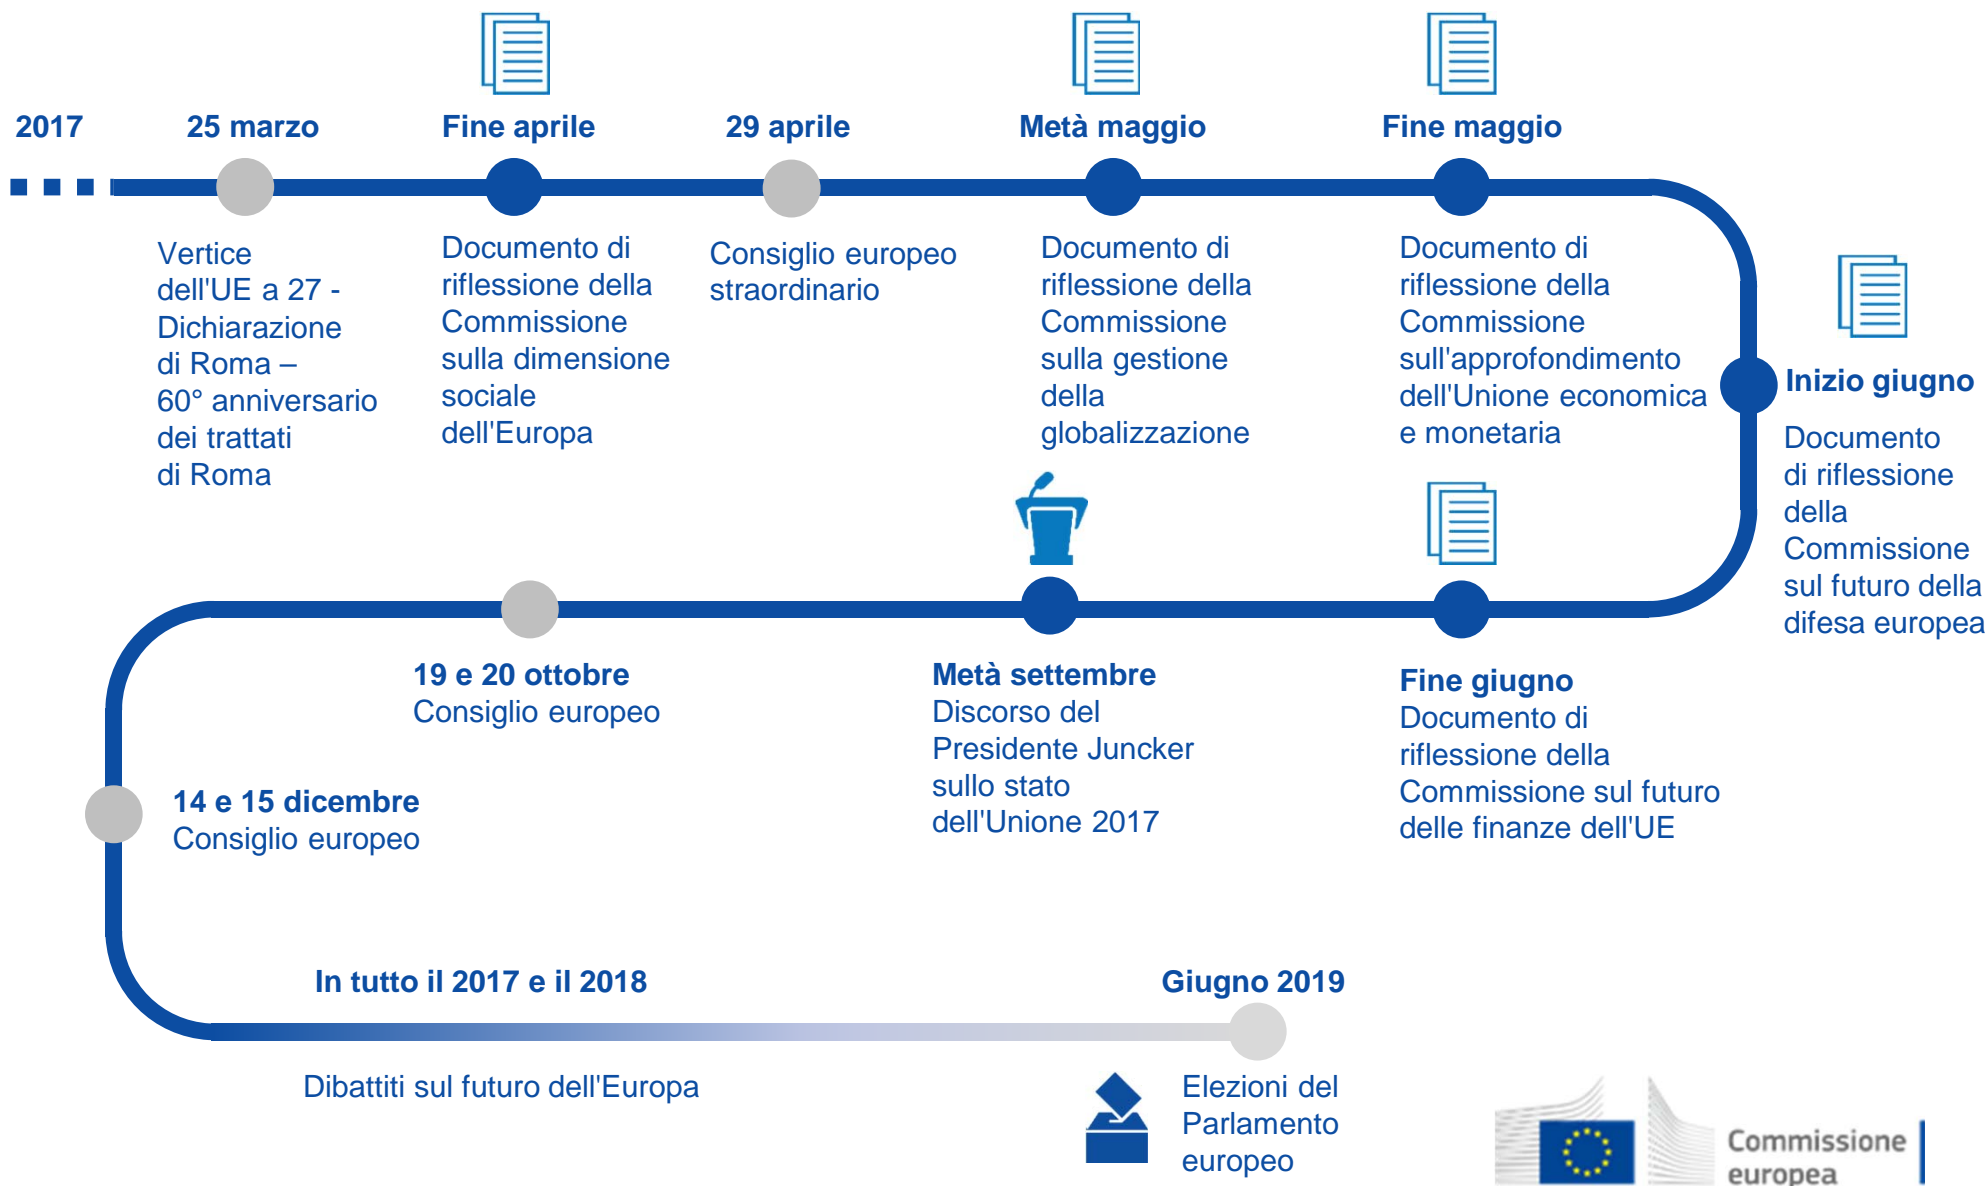 2017
25 marzo
Vertice
dell'UE a 27 -
Dichiarazione
di Roma –
60° anniversario
dei trattati
di Roma
Fine aprile
Documento di
riflessione della
Commissione
sulla dimensione
sociale
dell'Europa
29 aprile
Consiglio europeo
straordinario
Metà maggio
Documento di
riflessione della
Commissione
sulla gestione
della
globalizzazione
Fine maggio
Documento di
riflessione della
Commissione
sull'approfondimento
dell'Unione economica
e monetaria
Inizio giugno
Documento
di riflessione
della
Commissione
sul futuro della
difesa europea
Fine giugno
Documento di
riflessione della
Commissione sul futuro
delle finanze dell'UE
Metà settembre
Discorso del
Presidente Juncker
sullo stato
dell'Unione 2017
19 e 20 ottobre
Consiglio europeo
14 e 15 dicembre
Consiglio europeo
In tutto il 2017 e il 2018
Dibattiti sul futuro dell'Europa
Giugno 2019
Elezioni del
Parlamento
europeo
Commissione
europea